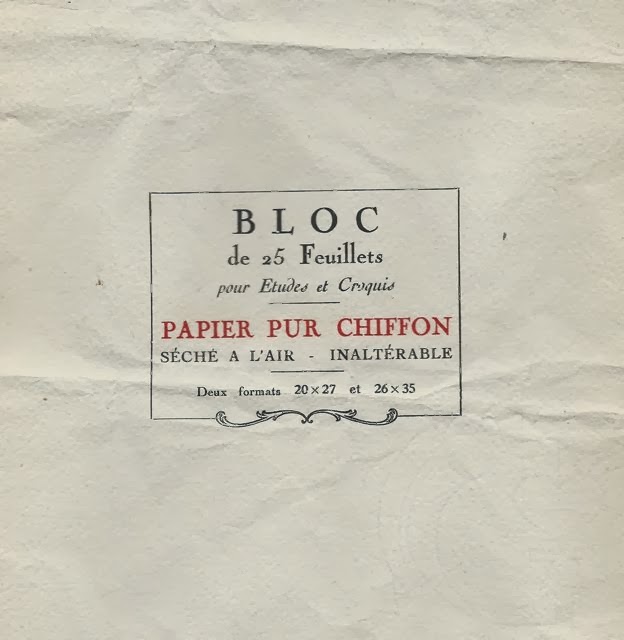 BLOC
de 25 Feuillets
pour Etudes et Croquis
PAPIER PUR CHIFFON
SÉCHÉ A L'AIR - INALTÉRABLE
Deux formats 20×27 et 26×35